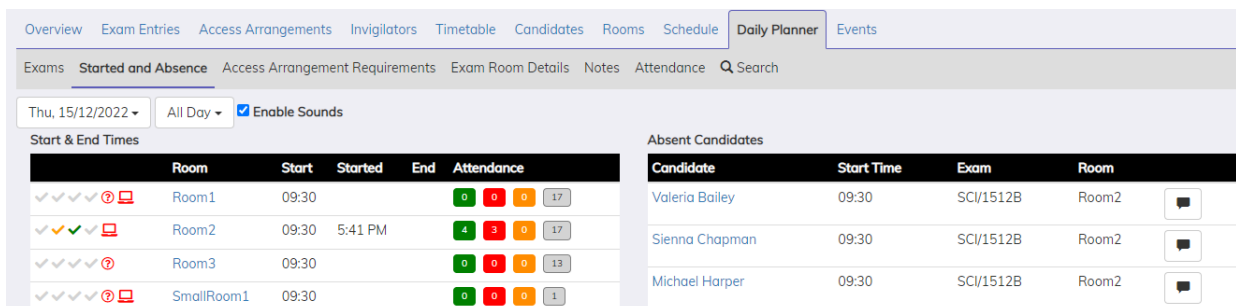 Overview Exam Entries Access Arrangements Invigilators Timetable Candidates Rooms Schedule Daily Planner Events
Exams Started and Absence Access Arrangement Requirements Exam Room Details Notes Attendance Search
Thu, 15/12/2022 All Day Enable Sounds
Start & End Times
Room Start Started End Attendance
Room1 09:30 0 0 0 17
Room2 09:30 5:41 PM 4 3 0 17
Room3 09:30 0 0 0 13
SmallRoom1 09:30 0 0 0 1
Absent Candidates
Candidate Start Time Exam Room
Valeria Bailey 09:30 SCI/1512B Room2
Sienna Chapman 09:30 SCI/1512B Room2
Michael Harper 09:30 SCI/1512B Room2